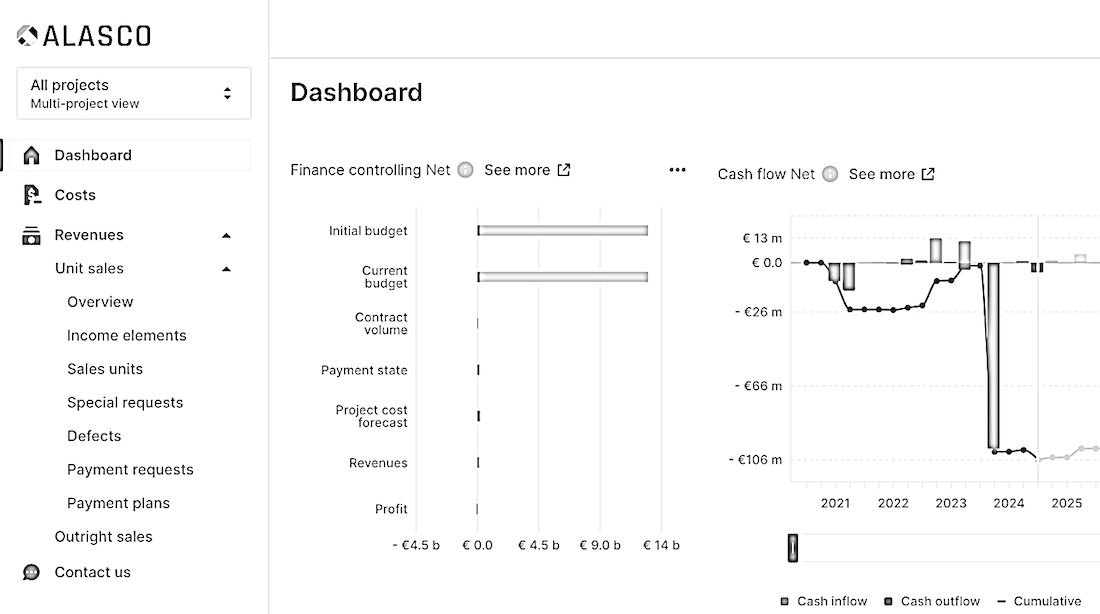 ALASCO
All projects
Multi-project view
Dashboard
Costs
Revenues
Unit sales
Overview
Income elements
Sales units
Special requests
Defects
Payment requests
Payment plans
Outright sales
Contact us
Dashboard
Finance controlling Net
See more
Initial budget
Current
budget
Contract
volume
Payment state
Project cost
forecast
Revenues
Profit
- €4.5 b € 0.0 € 4.5 b € 9.0 b € 14 b
Cash flow Net
See more
€ 13 m
€ 0.0
- €26 m
- €66 m
- €106 m
2021 2022 2023 2024 2025
Cash inflow Cash outflow Cumulative